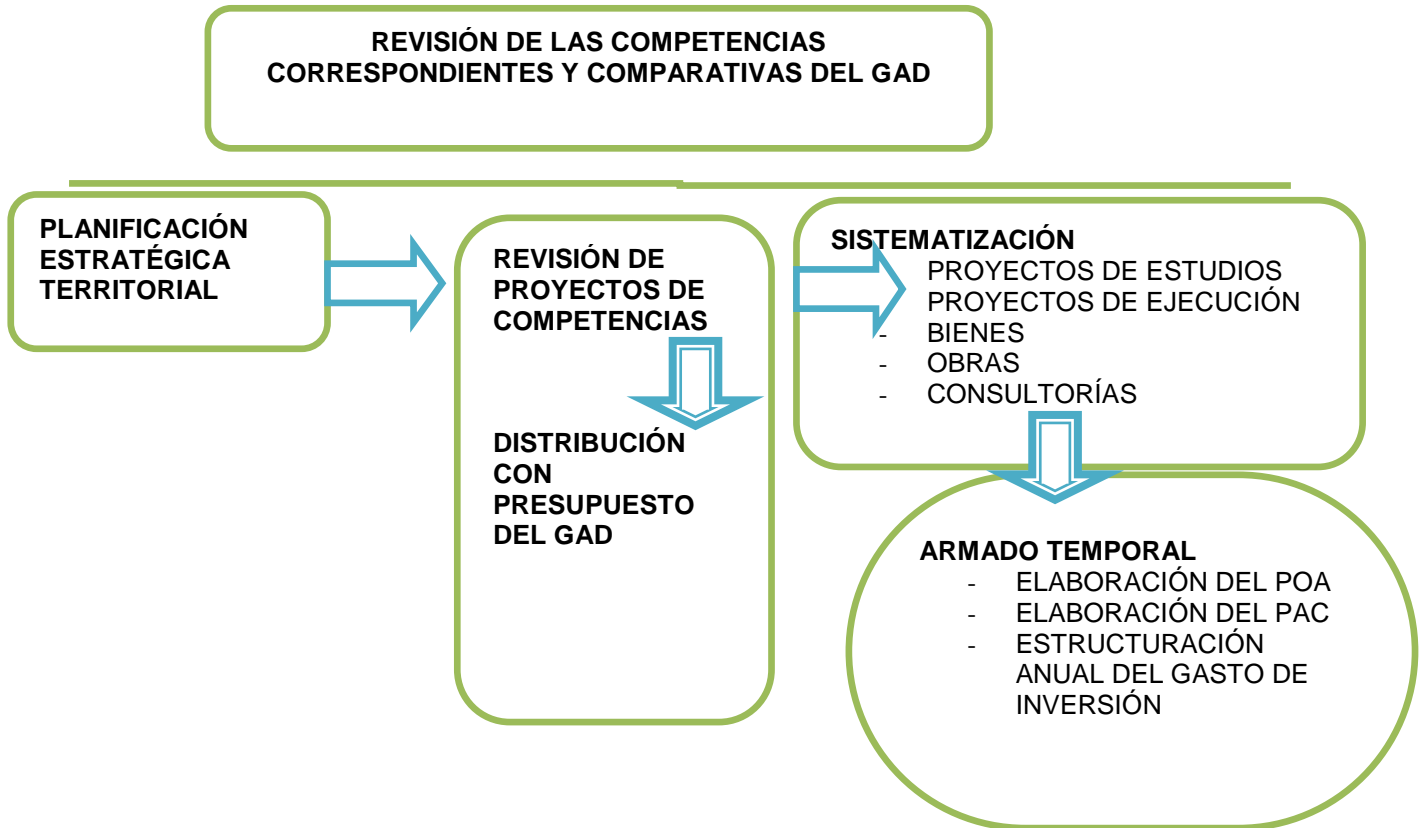 REVISIÓN DE LAS COMPETENCIAS
CORRESPONDIENTES Y COMPARATIVAS DEL GAD
PLANIFICACIÓN
ESTRATÉGICA
TERRITORIAL
REVISIÓN DE
PROYECTOS DE
COMPETENCIAS
DISTRIBUCIÓN
CON
PRESUPUESTO
DEL GAD
SISTEMATIZACIÓN
PROYECTOS DE ESTUDIOS
PROYECTOS DE EJECUCIÓN
- BIENES
- OBRAS
- CONSULTORÍAS
ARMADO TEMPORAL
- ELABORACIÓN DEL POA
- ELABORACIÓN DEL PAC
- ESTRUCTURACIÓN
ANUAL DEL GASTO DE
INVERSIÓN